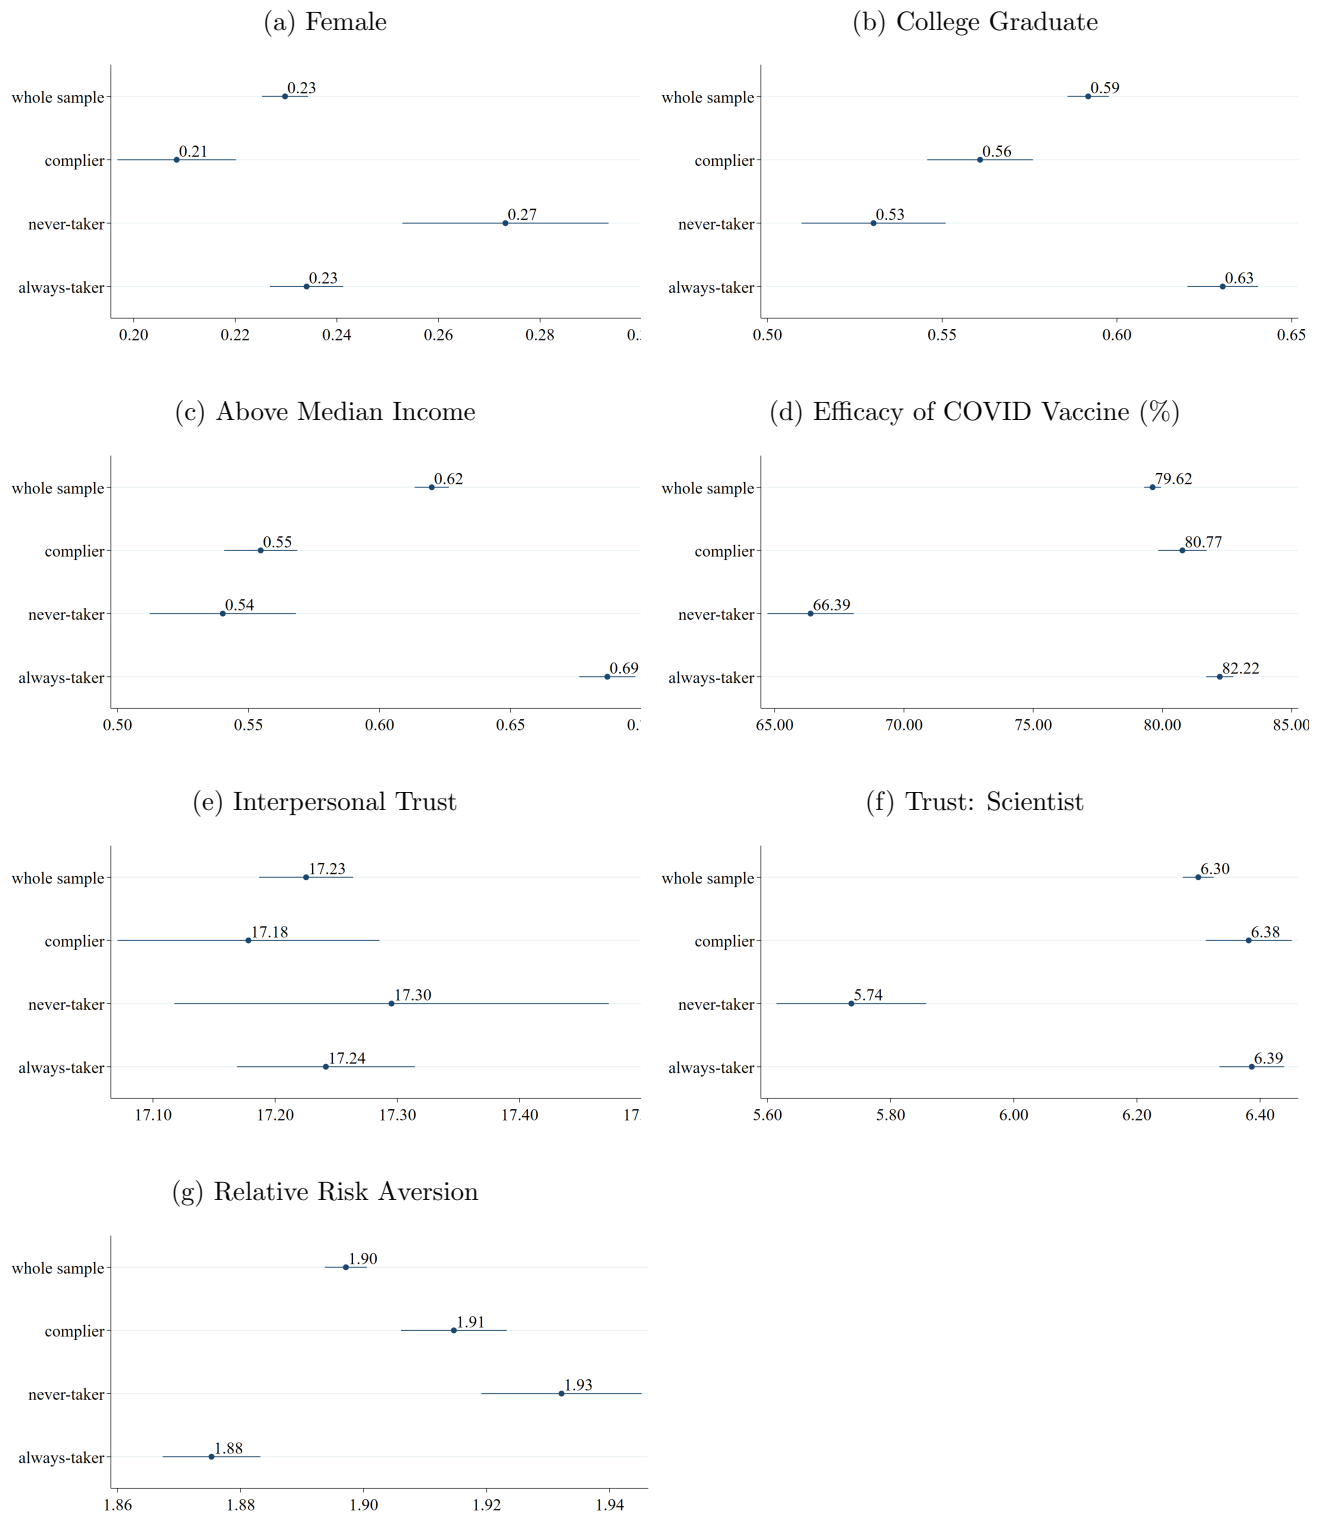 (a) Female
whole sample
0.23
complier
0.21
never-taker
0.27
always-taker
0.23
0.20 0.22 0.24 0.26 0.28 0.
(b) College Graduate
whole sample
0.59
complier
0.56
never-taker
0.53
always-taker
0.63
0.50 0.55 0.60 0.65
(c) Above Median Income
whole sample
0.62
complier
0.55
never-taker
0.54
always-taker
0.69
0.50 0.55 0.60 0.65 0.
(d) Efficacy of COVID Vaccine (%)
whole sample
79.62
complier
80.77
never-taker
66.39
always-taker
82.22
65.00 70.00 75.00 80.00 85.00
(e) Interpersonal Trust
whole sample
17.23
complier
17.18
never-taker
17.30
always-taker
17.24
17.10 17.20 17.30 17.40 17.
(f) Trust: Scientist
whole sample
6.30
complier
6.38
never-taker
5.74
always-taker
6.39
5.60 5.80 6.00 6.20 6.40
(g) Relative Risk Aversion
whole sample
1.90
complier
1.91
never-taker
1.93
always-taker
1.88
1.86 1.88 1.90 1.92 1.94